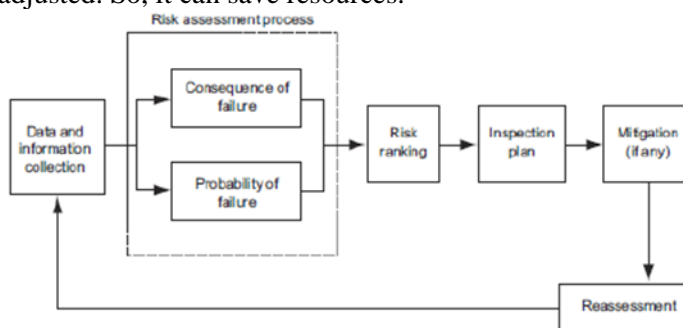 adjusted. So, it can save resources.
Risk assessment process
Consequence of
failure
Data and
information
collection
Probability of
failure
Risk
ranking
Inspection
plan
Mitigation
(if any)
Reassessment